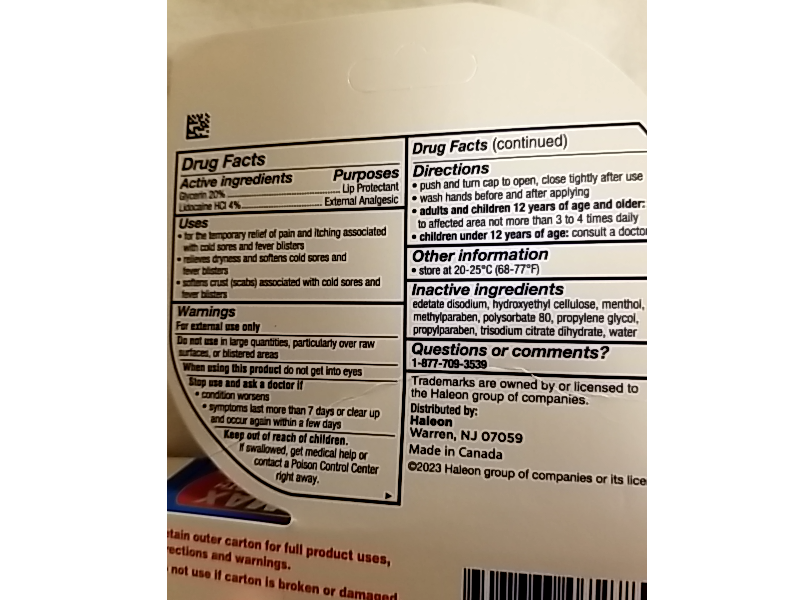 Drug Facts
Active ingredients Purposes
Glycerin 20% ........ Lip Protectant
Lidocaine HCl 4% ........ External Analgesic
Uses
• for the temporary relief of pain and itching associated
with cold sores and fever blisters
• relieves dryness and softens cold sores and
fever blisters
• softens crust (scabs) associated with cold sores and
fever blisters
Warnings
For external use only
Do not use in large quantities, particularly over raw
surfaces, or blistered areas
When using this product do not get into eyes
Stop use and ask a doctor if
• condition worsens
• symptoms last more than 7 days or clear up
and occur again within a few days
Keep out of reach of children.
If swallowed, get medical help or
contact a Poison Control Center
right away.
Drug Facts (continued)
Directions
• push and turn cap to open, close tightly after use
• wash hands before and after applying
• adults and children 12 years of age and older:
to affected area not more than 3 to 4 times daily
• children under 12 years of age: consult a doctor
Other information
• store at 20-25°C (68-77°F)
Inactive ingredients
edetate disodium, hydroxyethyl cellulose, menthol,
methylparaben, polysorbate 80, propylene glycol,
propylparaben, trisodium citrate dihydrate, water
Questions or comments?
1-877-709-3539
Trademarks are owned by or licensed to
the Haleon group of companies.
Distributed by:
Haleon
Warren, NJ 07059
Made in Canada
©2023 Haleon group of companies or its lice
MAX
tain outer carton for full product uses,
ections and warnings.
not use if carton is broken or damaged